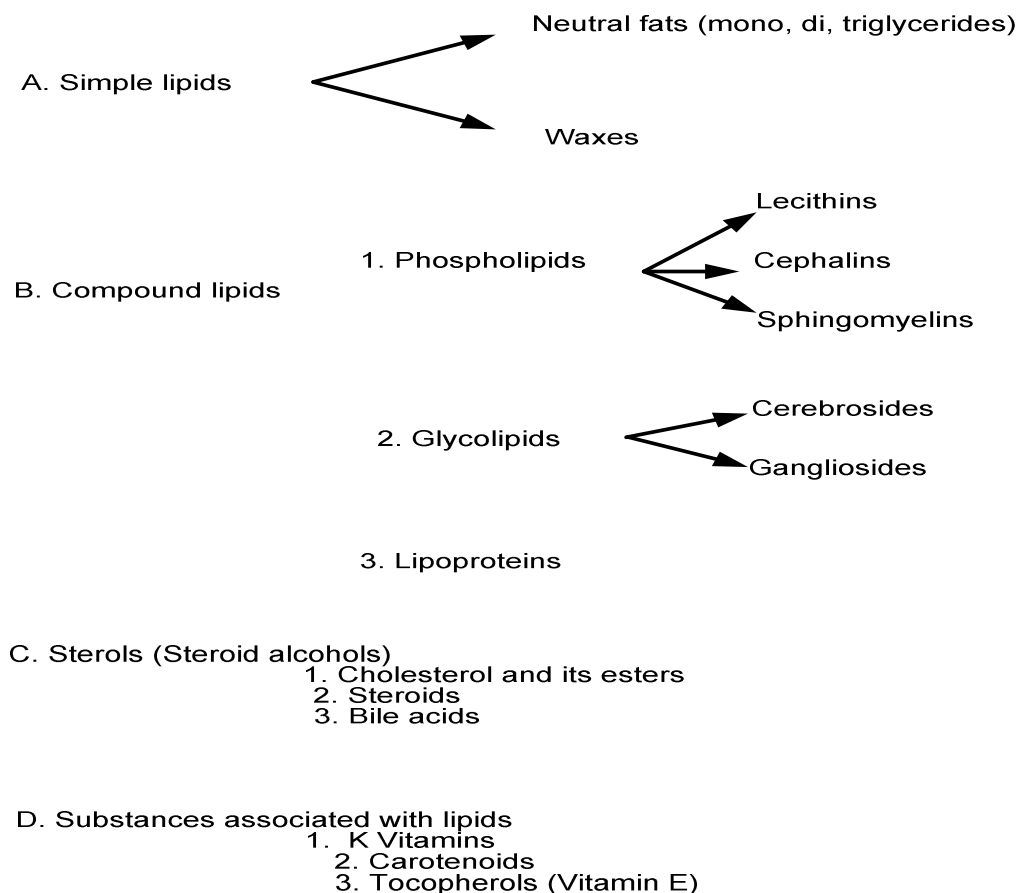 Neutral fats (mono, di, triglycerides)
A. Simple lipids
Waxes
Lecithins
1. Phospholipids
Cephalins
B. Compound lipids
Sphingomyelins
Cerebrosides
2. Glycolipids
Gangliosides
3. Lipoproteins
C. Sterols (Steroid alcohols)
1. Cholesterol and its esters
2. Steroids
3. Bile acids
D. Substances associated with lipids
1. K Vitamins
2. Carotenoids
3. Tocopherols (Vitamin E)